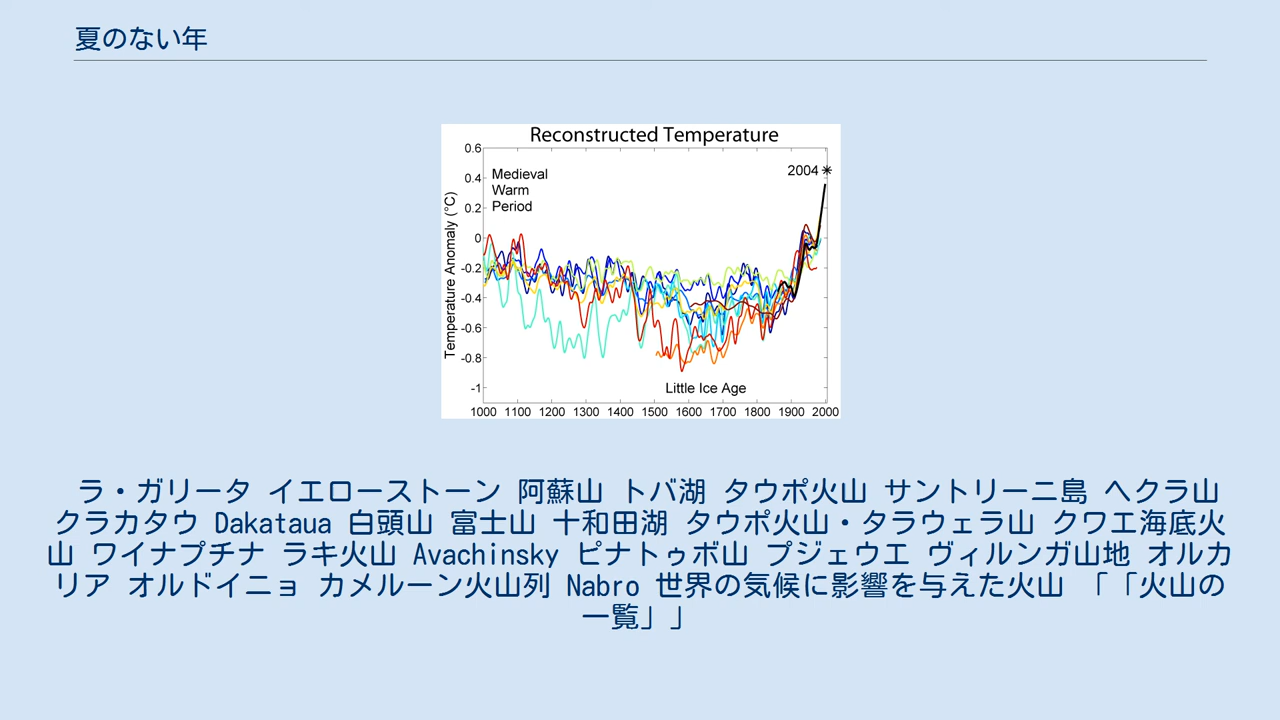 夏のない年
Reconstructed Temperature
0.6
0.4
0.2
0
-0.2
-0.4
-0.6
-0.8
-1
Temperature Anomaly (°C)
Medieval
Warm
Period
2004 *
Little Ice Age
1000 1100 1200 1300 1400 1500 1600 1700 1800 1900 2000
ラ・ガリータ イエローストーン 阿蘇山 トバ湖 タウポ火山 サントリーニ島 ヘクラ山
クラカタウ Dakataua 白頭山 富士山 十和田湖 タウポ火山・タラウェラ山 クワエ海底火
山 ワイナプチナ ラキ火山 Avachinsky ピナトゥボ山 プジェウエ ヴィルンガ山地 オルカ
リア オルドイニョ カメルーン火山列 Nabro 世界の気候に影響を与えた火山 「「火山の
一覧」」